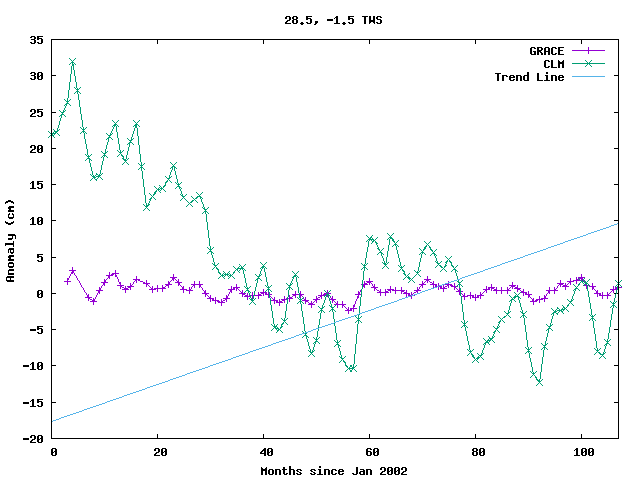 28.5, -1.5 TWS
GRACE
CLM
Trend Line
35
30
25
20
15
10
5
0
-5
-10
-15
-20
Anomaly (cm)
0 20 40 60 80 100
Months since Jan 2002